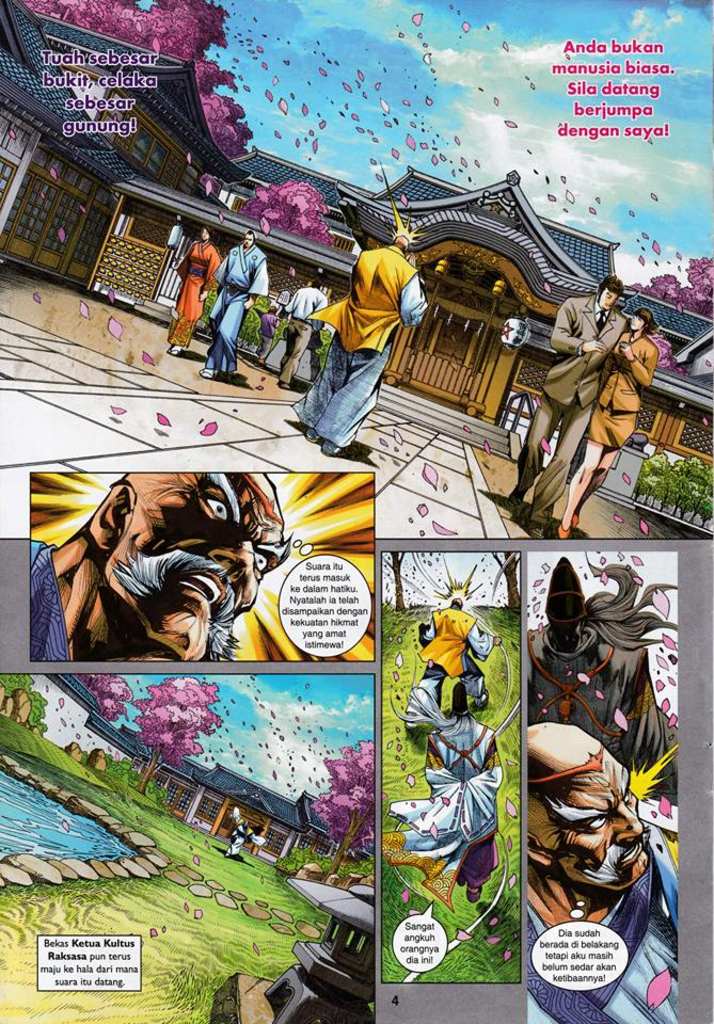 Tuah sebesar
bukit, celaka
sebesar
gunung!
Anda bukan
manusia biasa.
Sila datang
berjumpa
dengan saya!
Suara itu
terus masuk
ke dalam hatiku.
Nyatalah ia telah
disampaikan dengan
kekuatan hikmat
yang amat
istimewa!
Bekas Ketua Kultus
Raksasa pun terus
maju ke hala dari mana
suara itu datang.
Sangat
angkuh
orangnya
dia ini!
Dia sudah
berada di belakang
tetapi aku masih
belum sedar akan
ketibaannya!
4